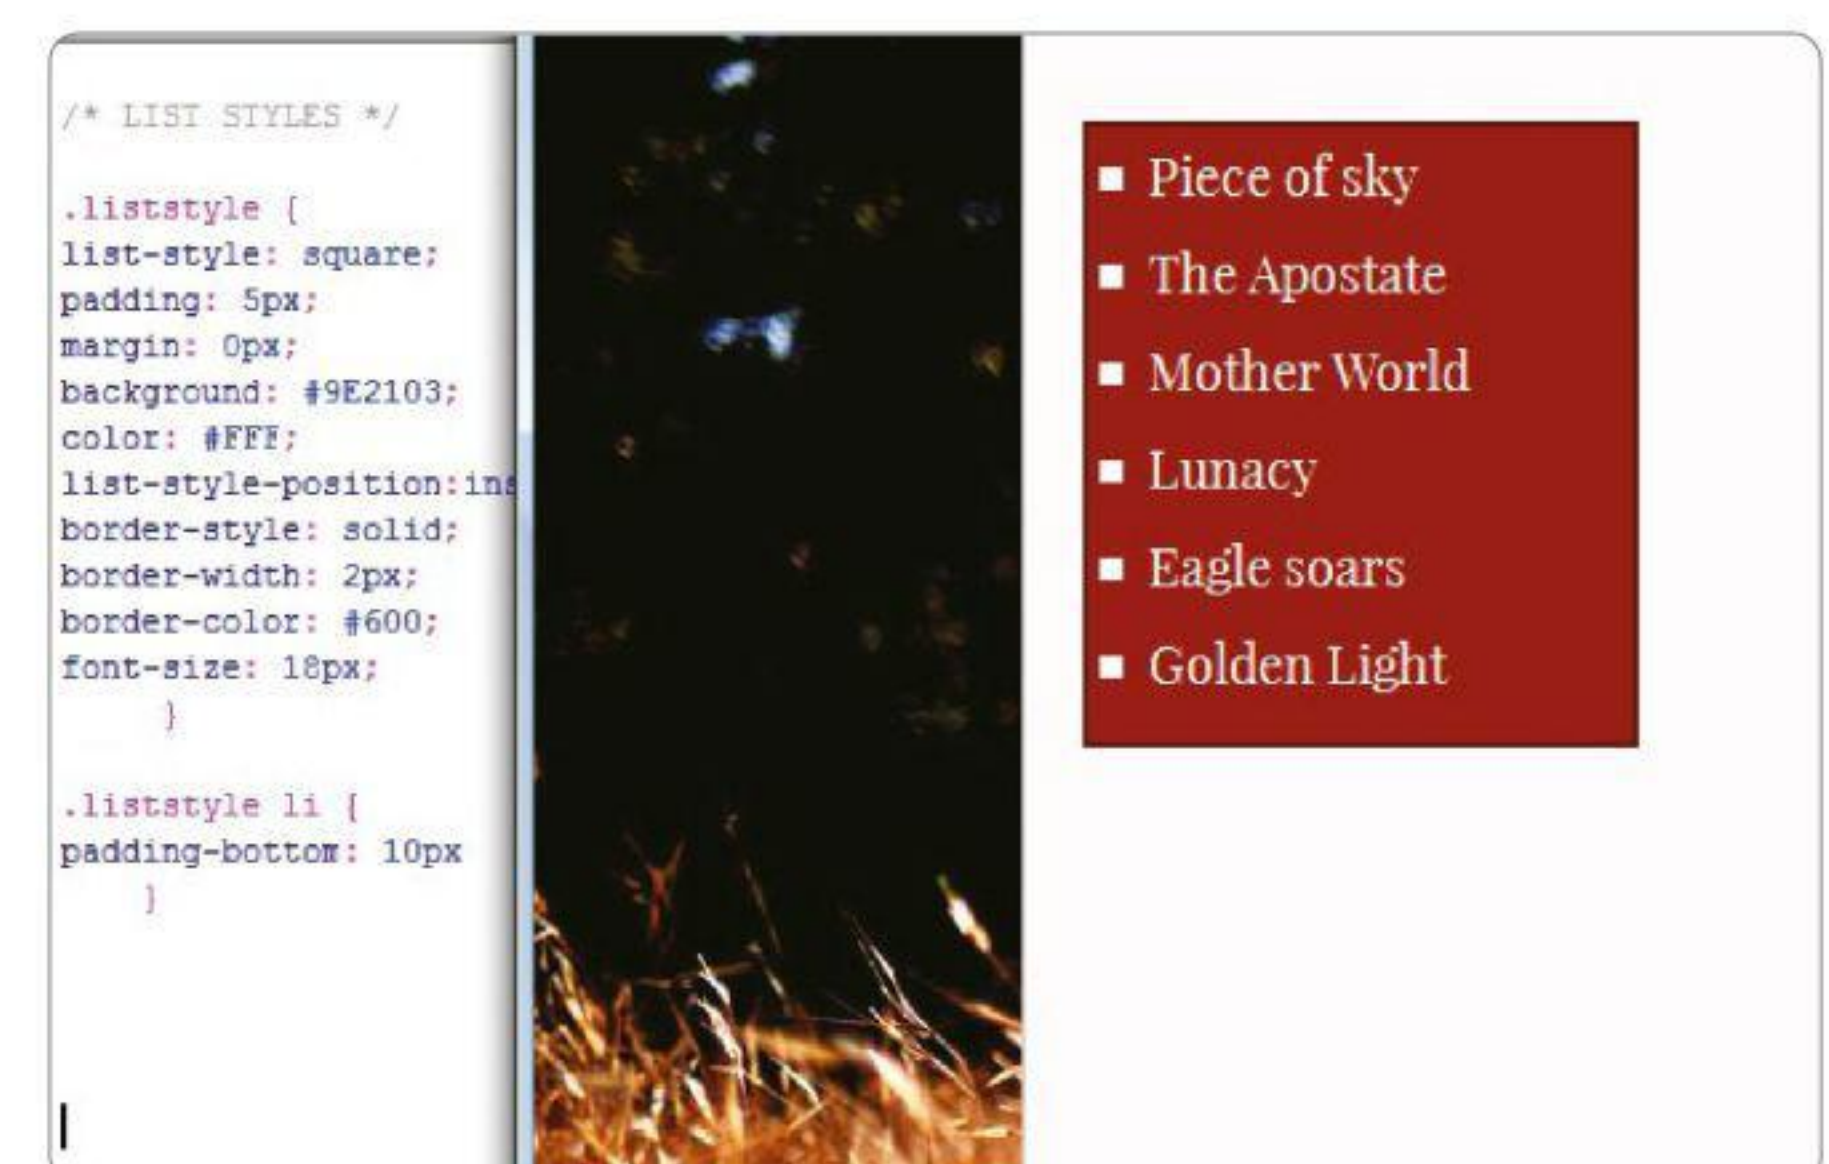 /* LIST STYLES */
.liststyle {
list-style: square;
padding: 5px;
margin: 0px;
background: #9E2103;
color: #FFF;
list-style-position:ins
border-style: solid;
border-width: 2px;
border-color: #600;
font-size: 18px;
}
.liststyle li {
padding-bottom: 10px
}
Piece of sky
The Apostate
Mother World
Lunacy
Eagle soars
Golden Light